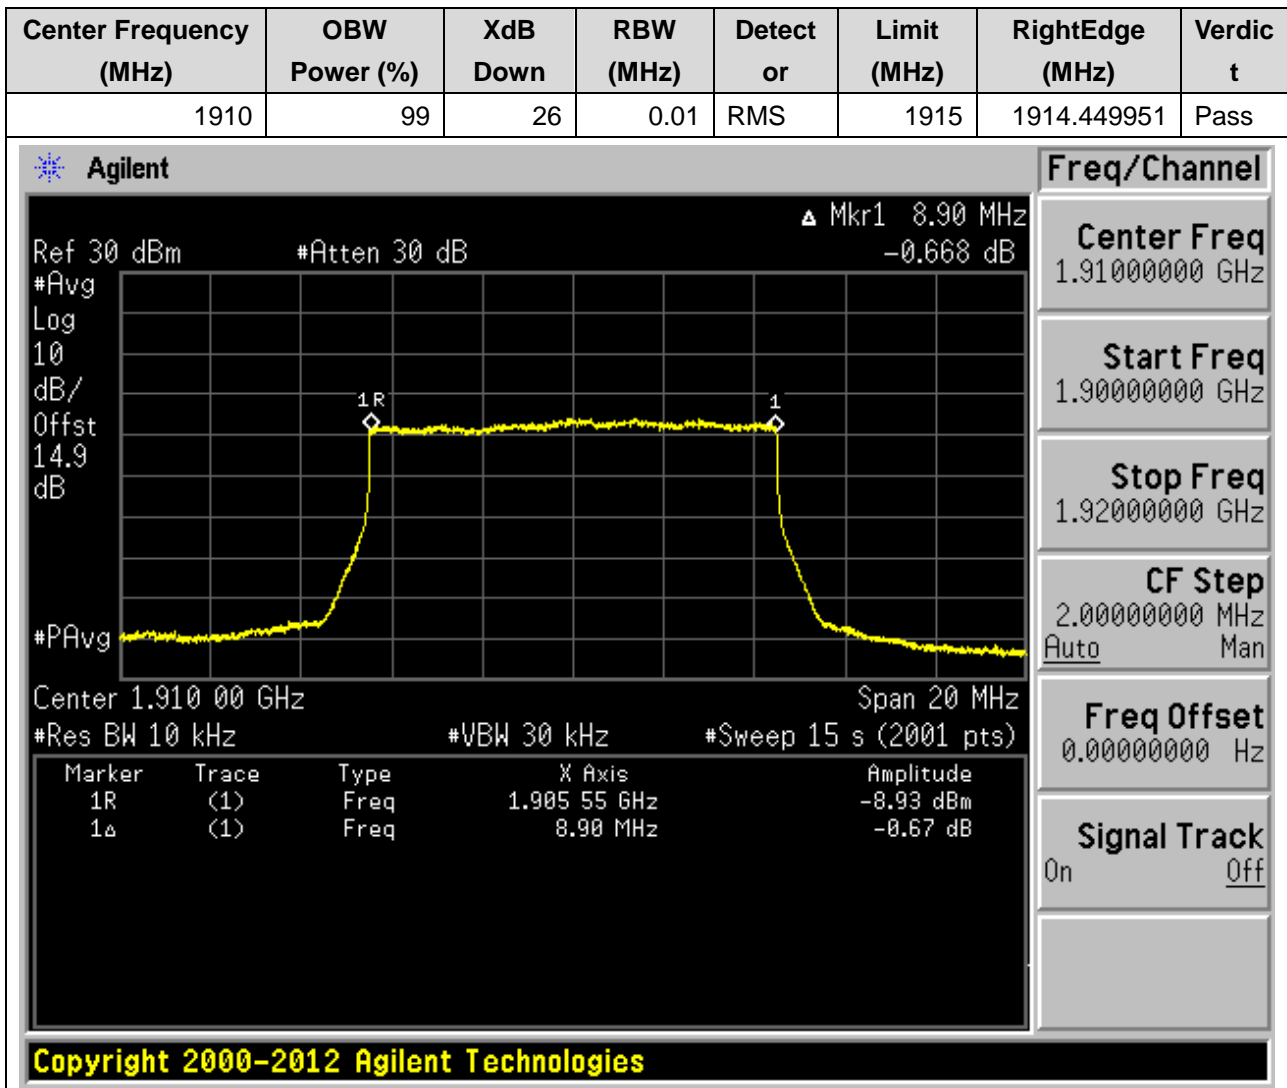 Center Frequency (MHz) OBW Power (%) XdB Down RBW (MHz) Detect or Limit (MHz) RightEdge (MHz) Verdic t
1910 99 26 0.01 RMS 1915 1914.449951 Pass
Agilent
Freq/Channel
Δ Mkr1 8.90 MHz
Ref 30 dBm #Atten 30 dB -0.668 dB
#Avg
Log
10
dB/
Offst
14.9
dB
1R
1
#PAvg
Center 1.910 00 GHz Span 20 MHz
#Res BW 10 kHz #VBW 30 kHz #Sweep 15 s (2001 pts)
Marker Trace Type X Axis Amplitude
1R (1) Freq 1.905 55 GHz -8.93 dBm
1Δ (1) Freq 8.90 MHz -0.67 dB
Center Freq
1.91000000 GHz
Start Freq
1.90000000 GHz
Stop Freq
1.92000000 GHz
CF Step
2.00000000 MHz
Auto Man
Freq Offset
0.00000000 Hz
Signal Track
On Off
Copyright 2000-2012 Agilent Technologies